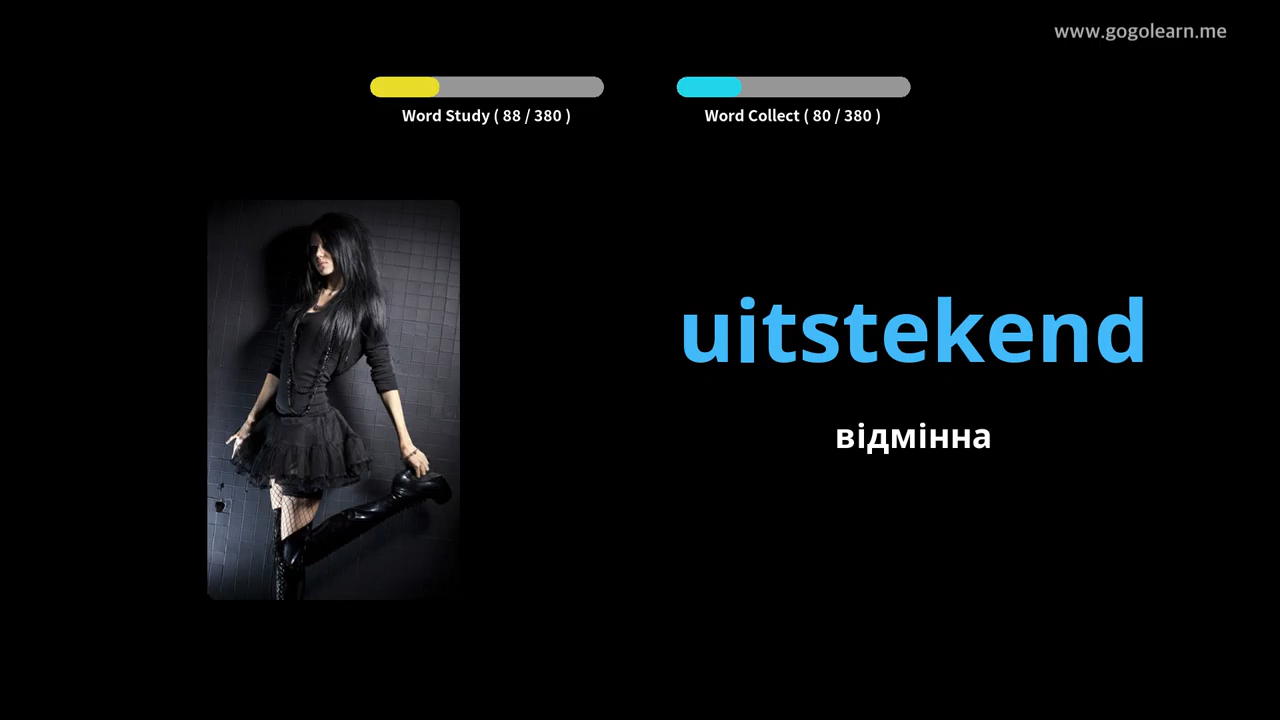 www.gogolearn.me
Word Study ( 88 / 380 )
Word Collect ( 80 / 380 )
uitstekend
відмінна